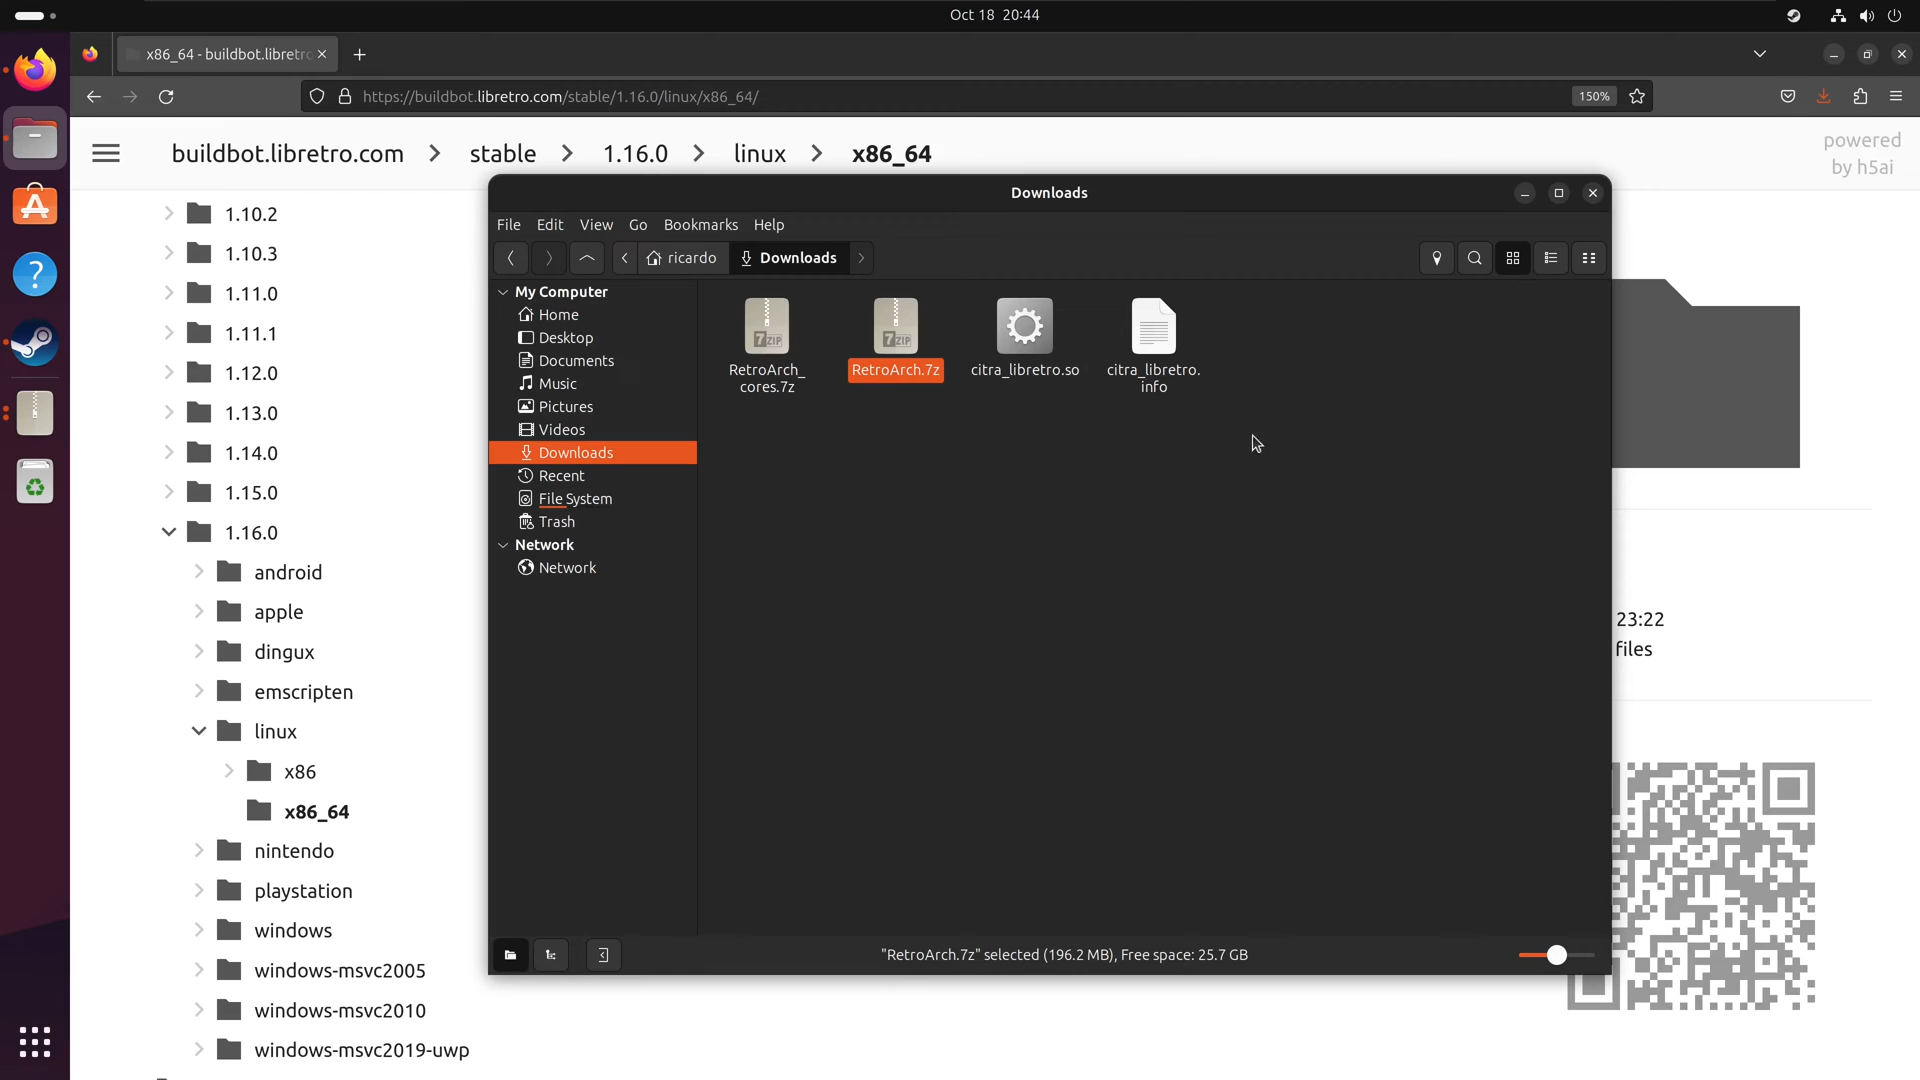 Oct 18 20:44
x86_64 - buildbot.libretro
https://buildbot.libretro.com/stable/1.16.0/linux/x86_64/
150%
buildbot.libretro.com > stable > 1.16.0 > linux > x86_64
powered
by h5ai
1.10.2
1.10.3
1.11.0
1.11.1
1.12.0
1.13.0
1.14.0
1.15.0
1.16.0
android
apple
dingux
emscripten
linux
x86
x86_64
nintendo
playstation
windows
windows-msvc2005
windows-msvc2010
windows-msvc2019-uwp
Downloads
File Edit View Go Bookmarks Help
ricardo Downloads
My Computer
Home
Desktop
Documents
Music
Pictures
Videos
Downloads
Recent
File System
Trash
Network
Network
7ZIP
RetroArch_
cores.7z
7ZIP
RetroArch.7z
citra_libretro.so
citra_libretro.
info
"RetroArch.7z" selected (196.2 MB), Free space: 25.7 GB
23:22
files